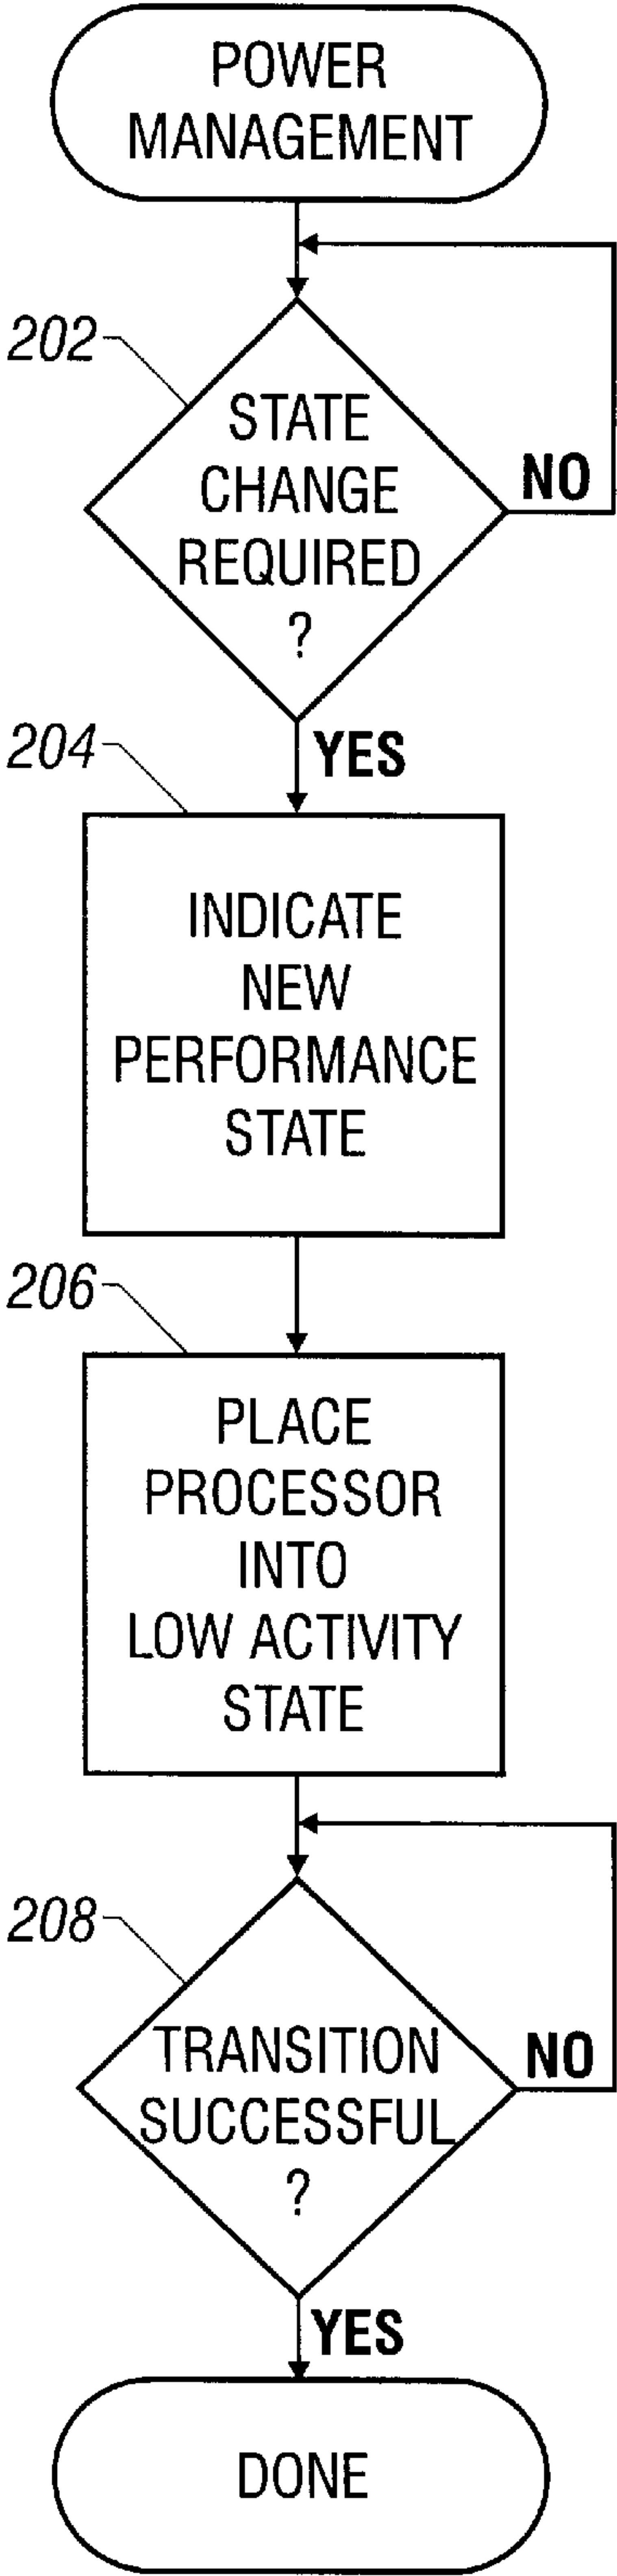 POWER
MANAGEMENT
202
STATE
CHANGE
REQUIRED
?
NO
YES
204
INDICATE
NEW
PERFORMANCE
STATE
206
PLACE
PROCESSOR
INTO
LOW ACTIVITY
STATE
208
TRANSITION
SUCCESSFUL
?
NO
YES
DONE